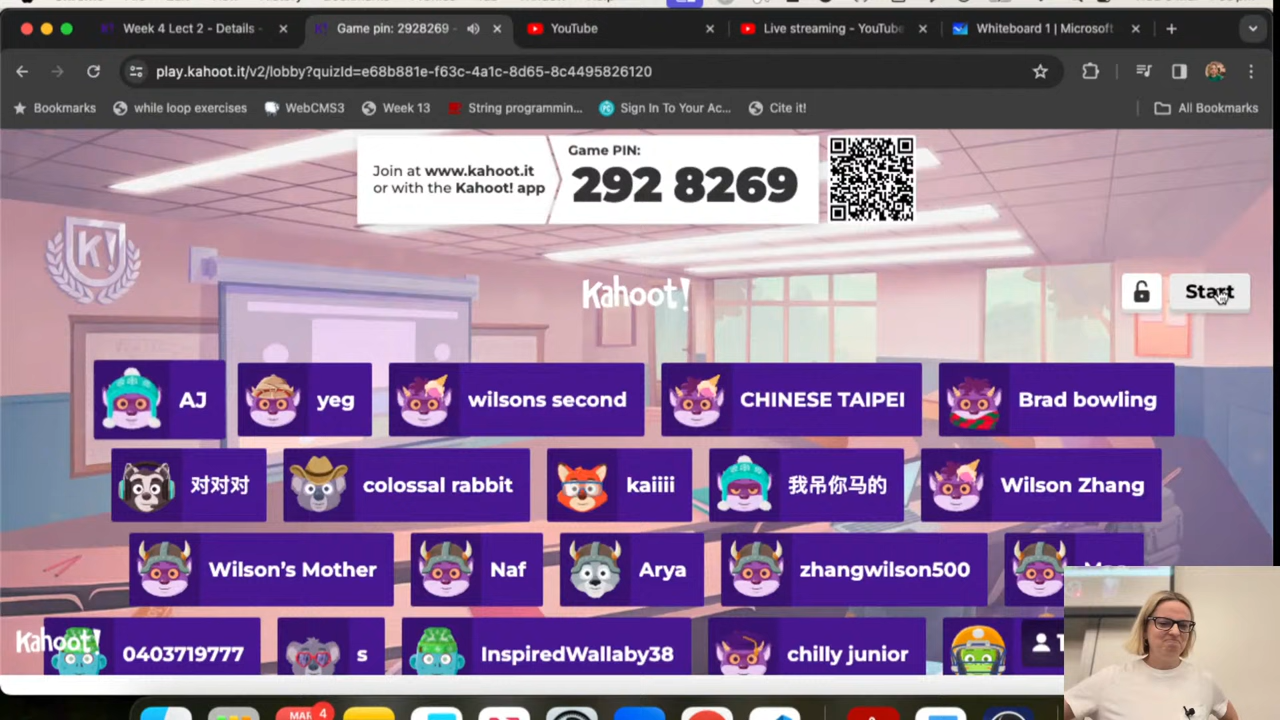 Week 4 Lect 2 - Details -
Game pin: 2928269 -
YouTube
Live streaming - YouTube
Whiteboard 1 | Microsoft
play.kahoot.it/v2/lobby?quizId=e68b881e-f63c-4a1c-8d65-8c4495826120
Bookmarks
while loop exercises
WebCMS3
Week 13
String programmin...
Sign In To Your Ac...
Cite it!
All Bookmarks
Join at www.kahoot.it
or with the Kahoot! app
Game PIN:
292 8269
K!
Kahoot!
Start
AJ
yeg
wilsons second
CHINESE TAIPEI
Brad bowling
对对对
colossal rabbit
kaiiii
我吊你马的
Wilson Zhang
Wilson's Mother
Naf
Arya
zhangwilson500
Kahoot!
0403719777
s
InspiredWallaby38
chilly junior
MAR
4